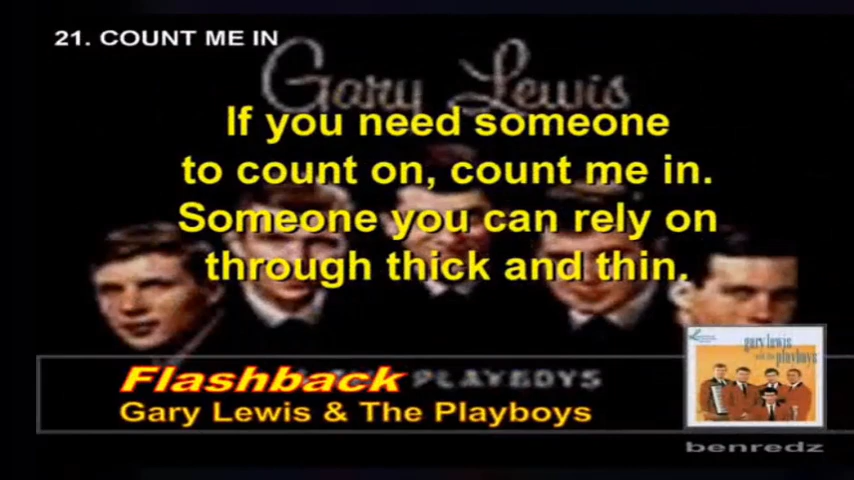 21. COUNT ME IN
Gary Lewis
If you need someone
to count on, count me in.
Someone you can rely on
through thick and thin.
Flashback
PLAYBOYS
Gary Lewis & The Playboys
gary lewis
with the playboys
benredz